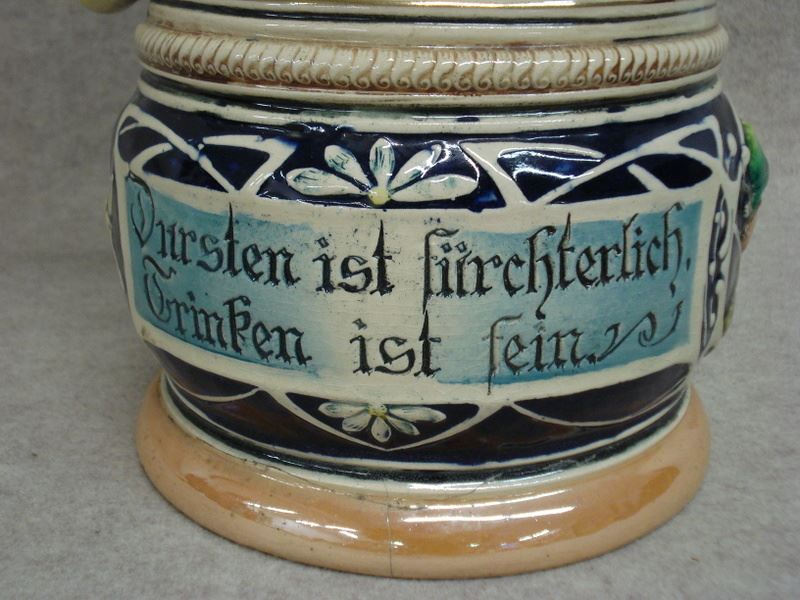 Dursten ist fürchterlich.
Trinken ist fein.